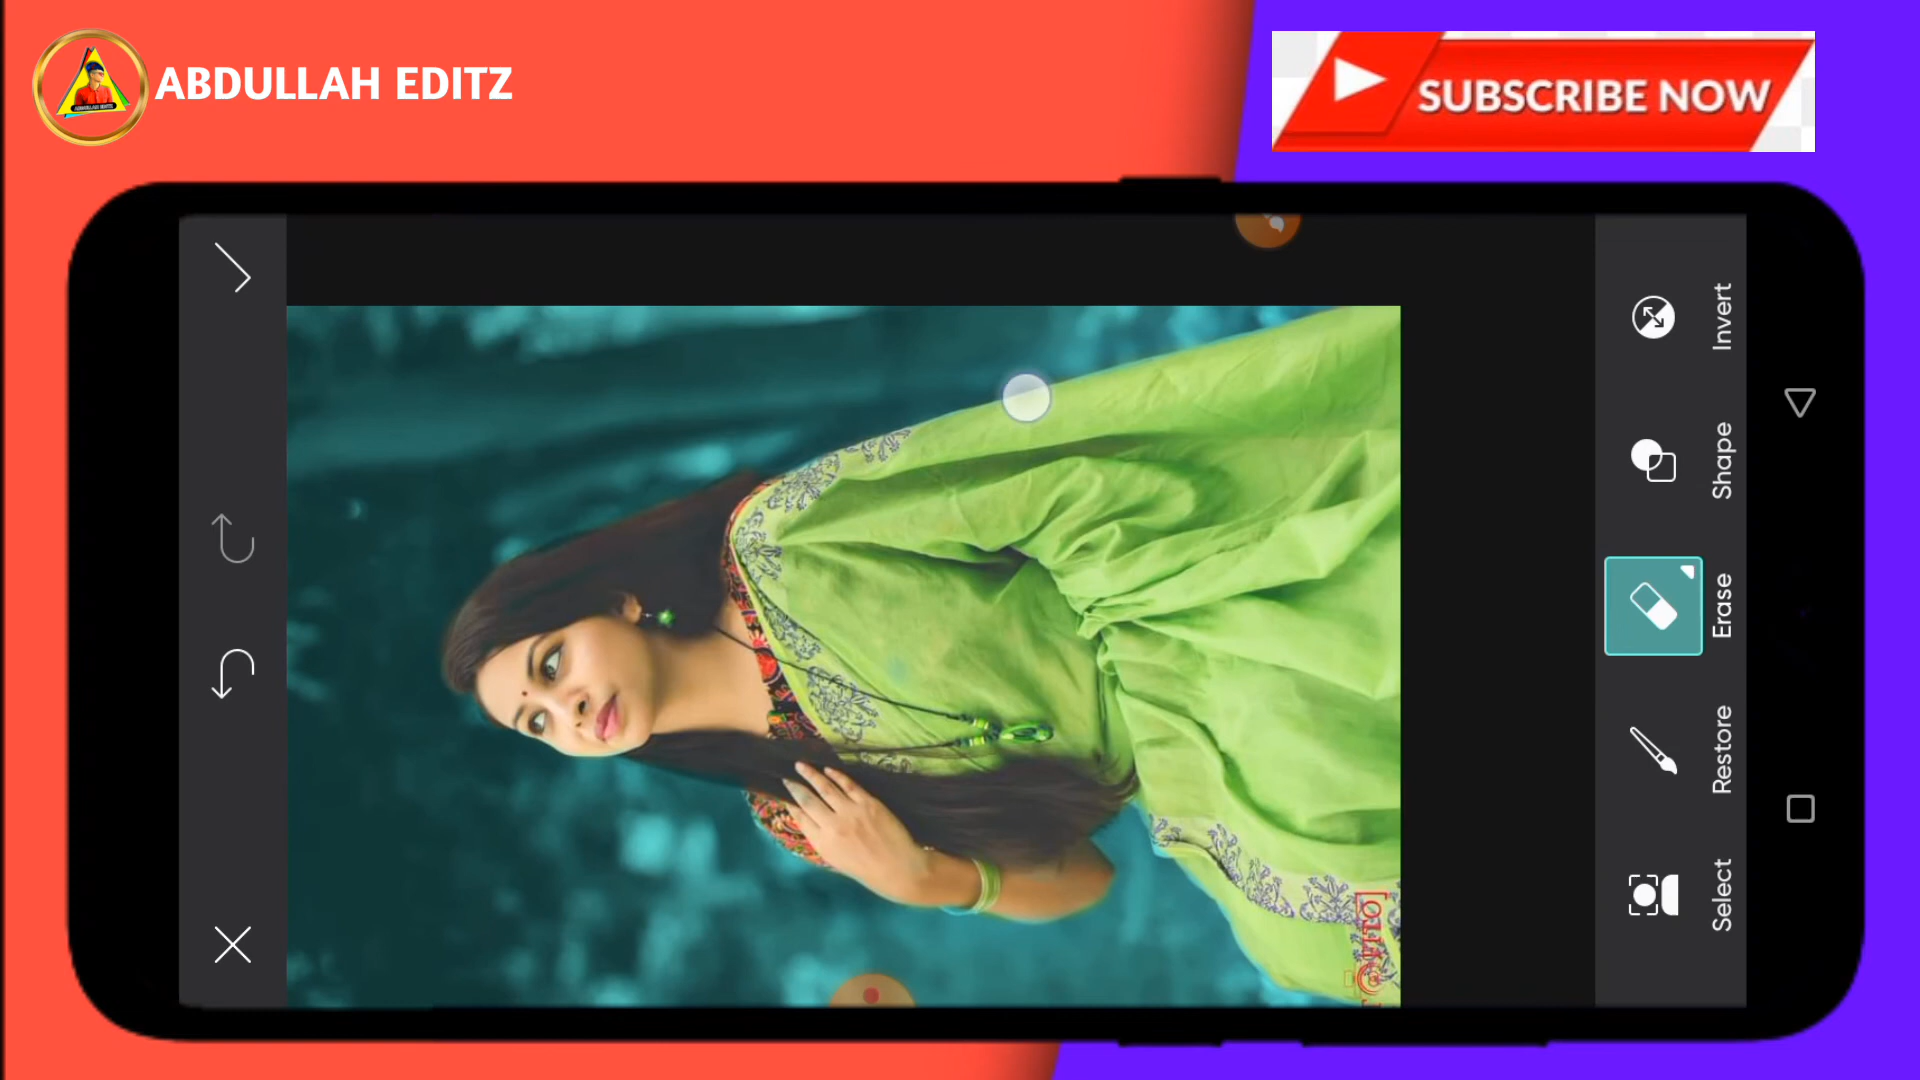 ABDULLAH EDITZ
SUBSCRIBE NOW
Invert
Shape
Erase
Restore
Select